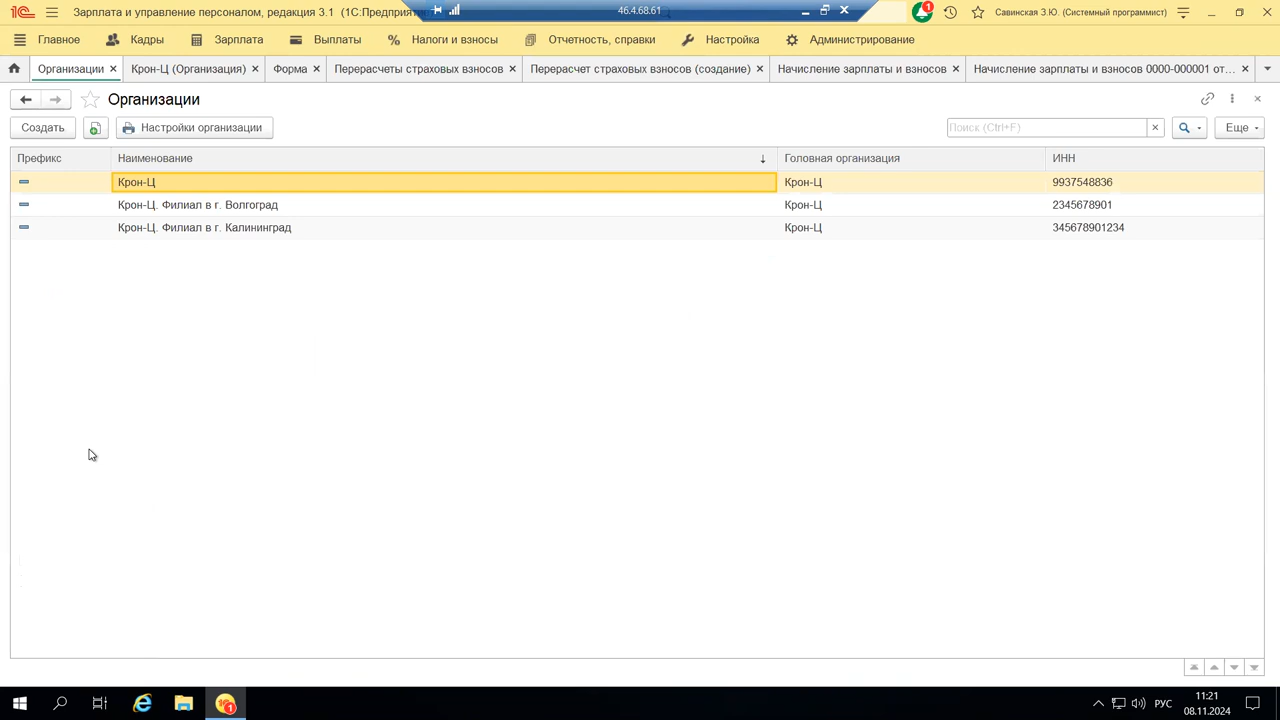 Зарплата и управление персоналом, редакция 3.1 (1С:Предприятие
46.4.68.61
1
Савинская З.Ю. (Системный программист)
Главное
Кадры
Зарплата
Выплаты
Налоги и взносы
Отчетность, справки
Настройка
Администрирование
Организации
Крон-Ц (Организация)
Форма
Перерасчеты страховых взносов
Перерасчет страховых взносов (создание)
Начисление зарплаты и взносов
Начисление зарплаты и взносов 0000-000001 от...
Организации
Создать
Настройки организации
Поиск (Ctrl+F)
Еще
Префикс Наименование Головная организация ИНН
Крон-Ц Крон-Ц 9937548836
Крон-Ц. Филиал в г. Волгоград Крон-Ц 2345678901
Крон-Ц. Филиал в г. Калининград Крон-Ц 345678901234
1
РУС
11:21
08.11.2024